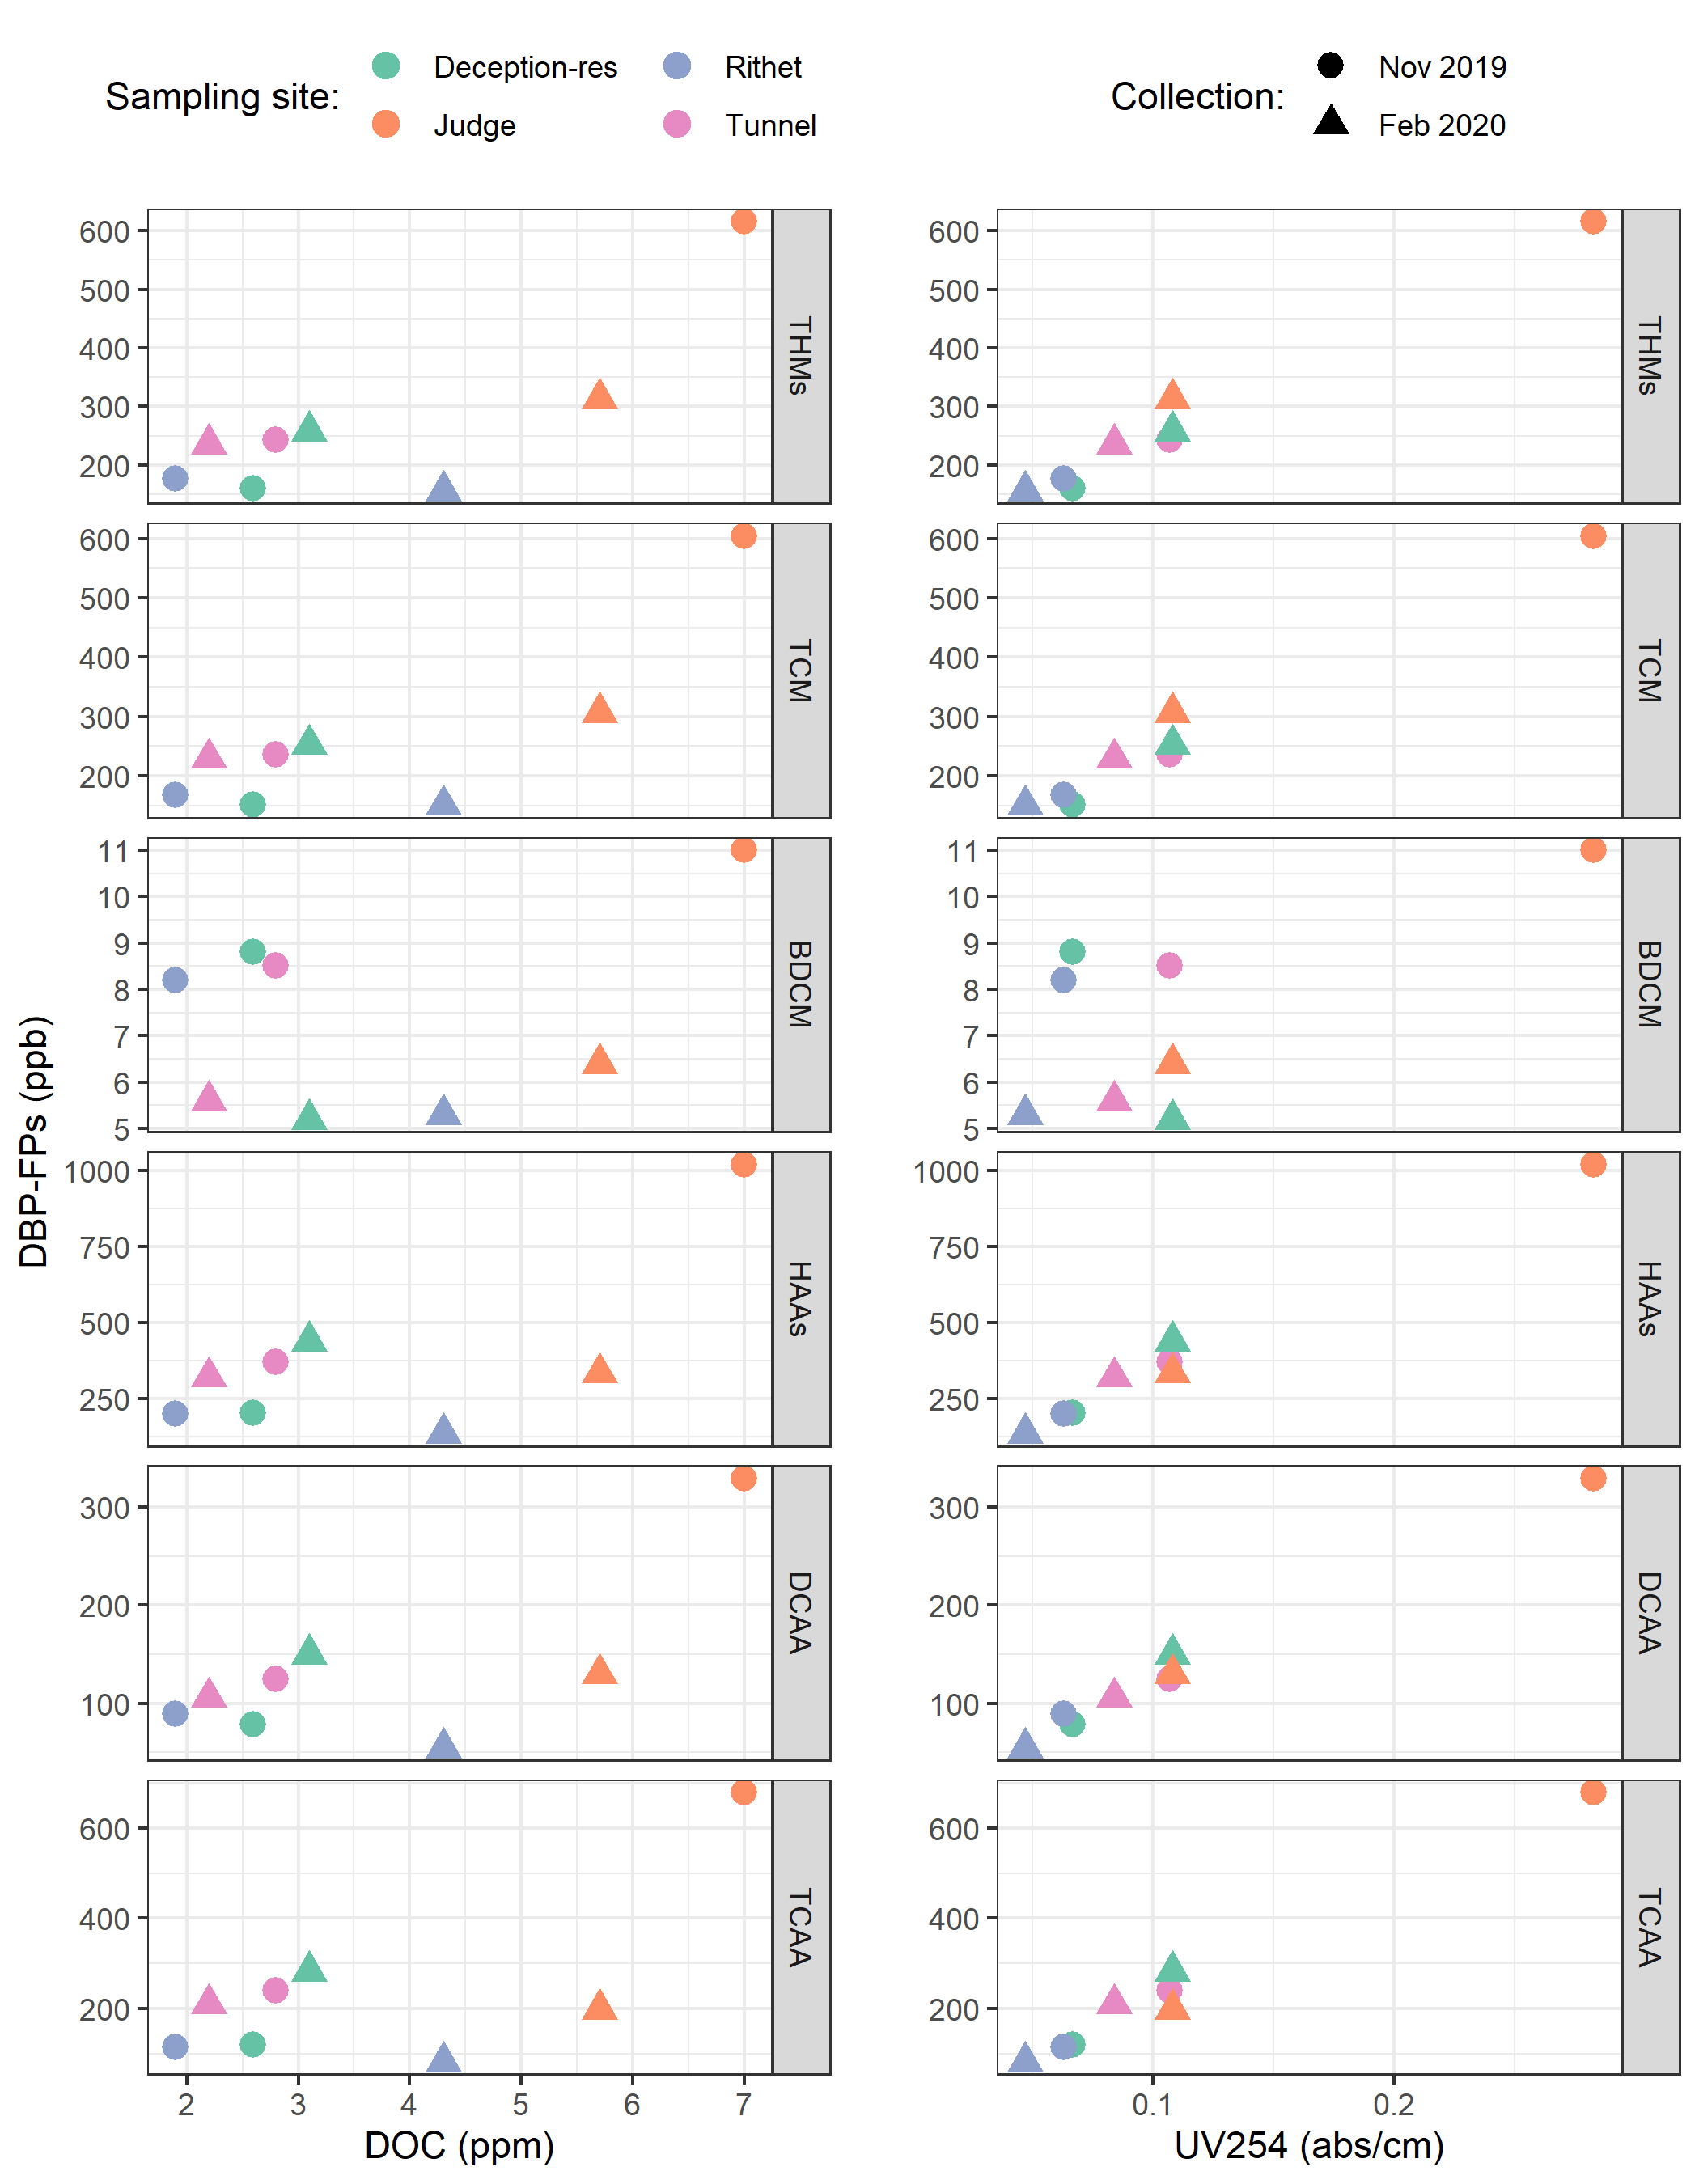 Sampling site:
Deception-res
Rithet
Judge
Tunnel
Collection:
Nov 2019
Feb 2020
DBP-FPs (ppb)
600
500
400
300
200
THMs
600
500
400
300
200
THMs
600
500
400
300
200
TCM
600
500
400
300
200
TCM
11
10
9
8
7
6
5
BDCM
11
10
9
8
7
6
5
BDCM
1000
750
500
250
HAAs
1000
750
500
250
HAAs
300
200
100
DCAA
300
200
100
DCAA
600
400
200
TCAA
600
400
200
TCAA
2 3 4 5 6 7
DOC (ppm)
0.1 0.2
UV254 (abs/cm)